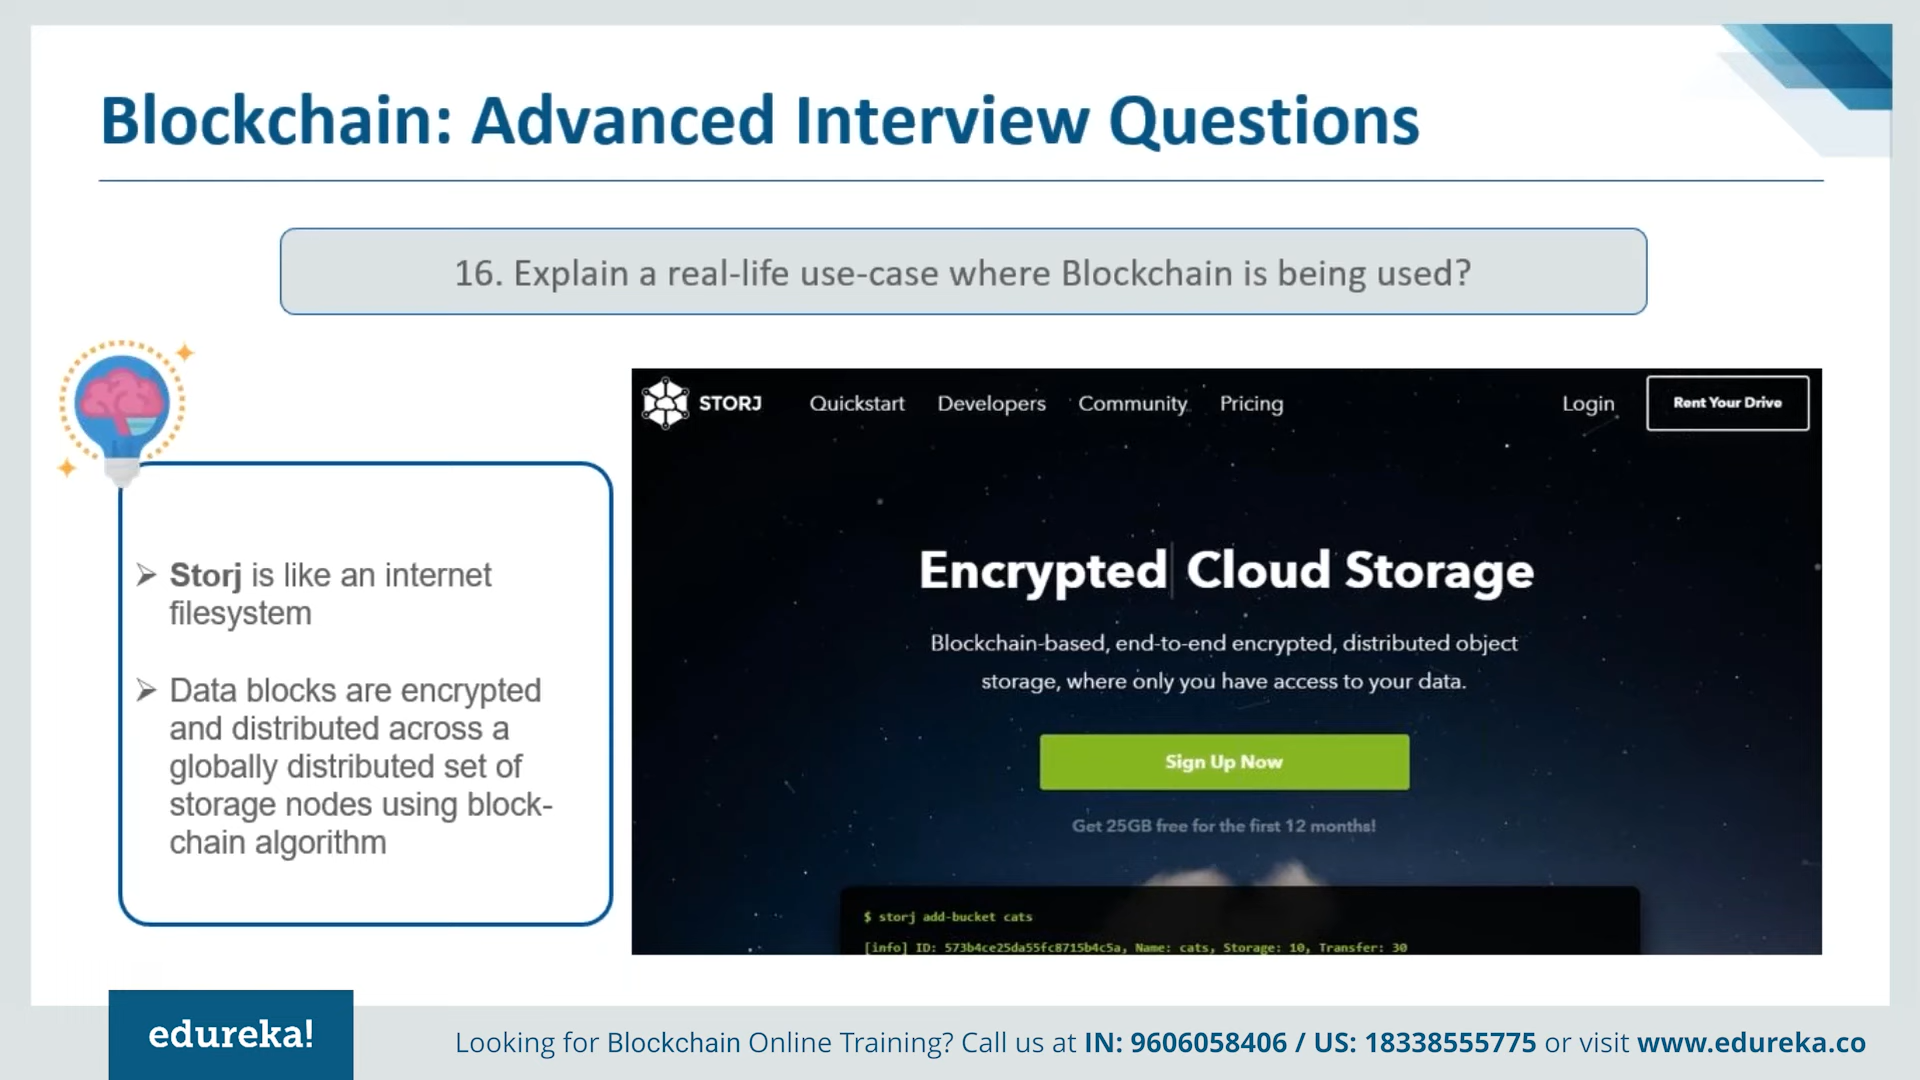 Blockchain: Advanced Interview Questions
16. Explain a real-life use-case where Blockchain is being used?
➢ Storj is like an internet
filesystem
➢ Data blocks are encrypted
and distributed across a
globally distributed set of
storage nodes using block-
chain algorithm
STORJ Quickstart Developers Community Pricing Login Rent Your Drive
Encrypted| Cloud Storage
Blockchain-based, end-to-end encrypted, distributed object
storage, where only you have access to your data.
Sign Up Now
Get 25GB free for the first 12 months!
$ storj add-bucket cats
[info] ID: 573b4ce25da55fc8715b4c5a, Name: cats, Storage: 10, Transfer: 30
edureka!
Looking for Blockchain Online Training? Call us at IN: 9606058406 / US: 18338555775 or visit www.edureka.co